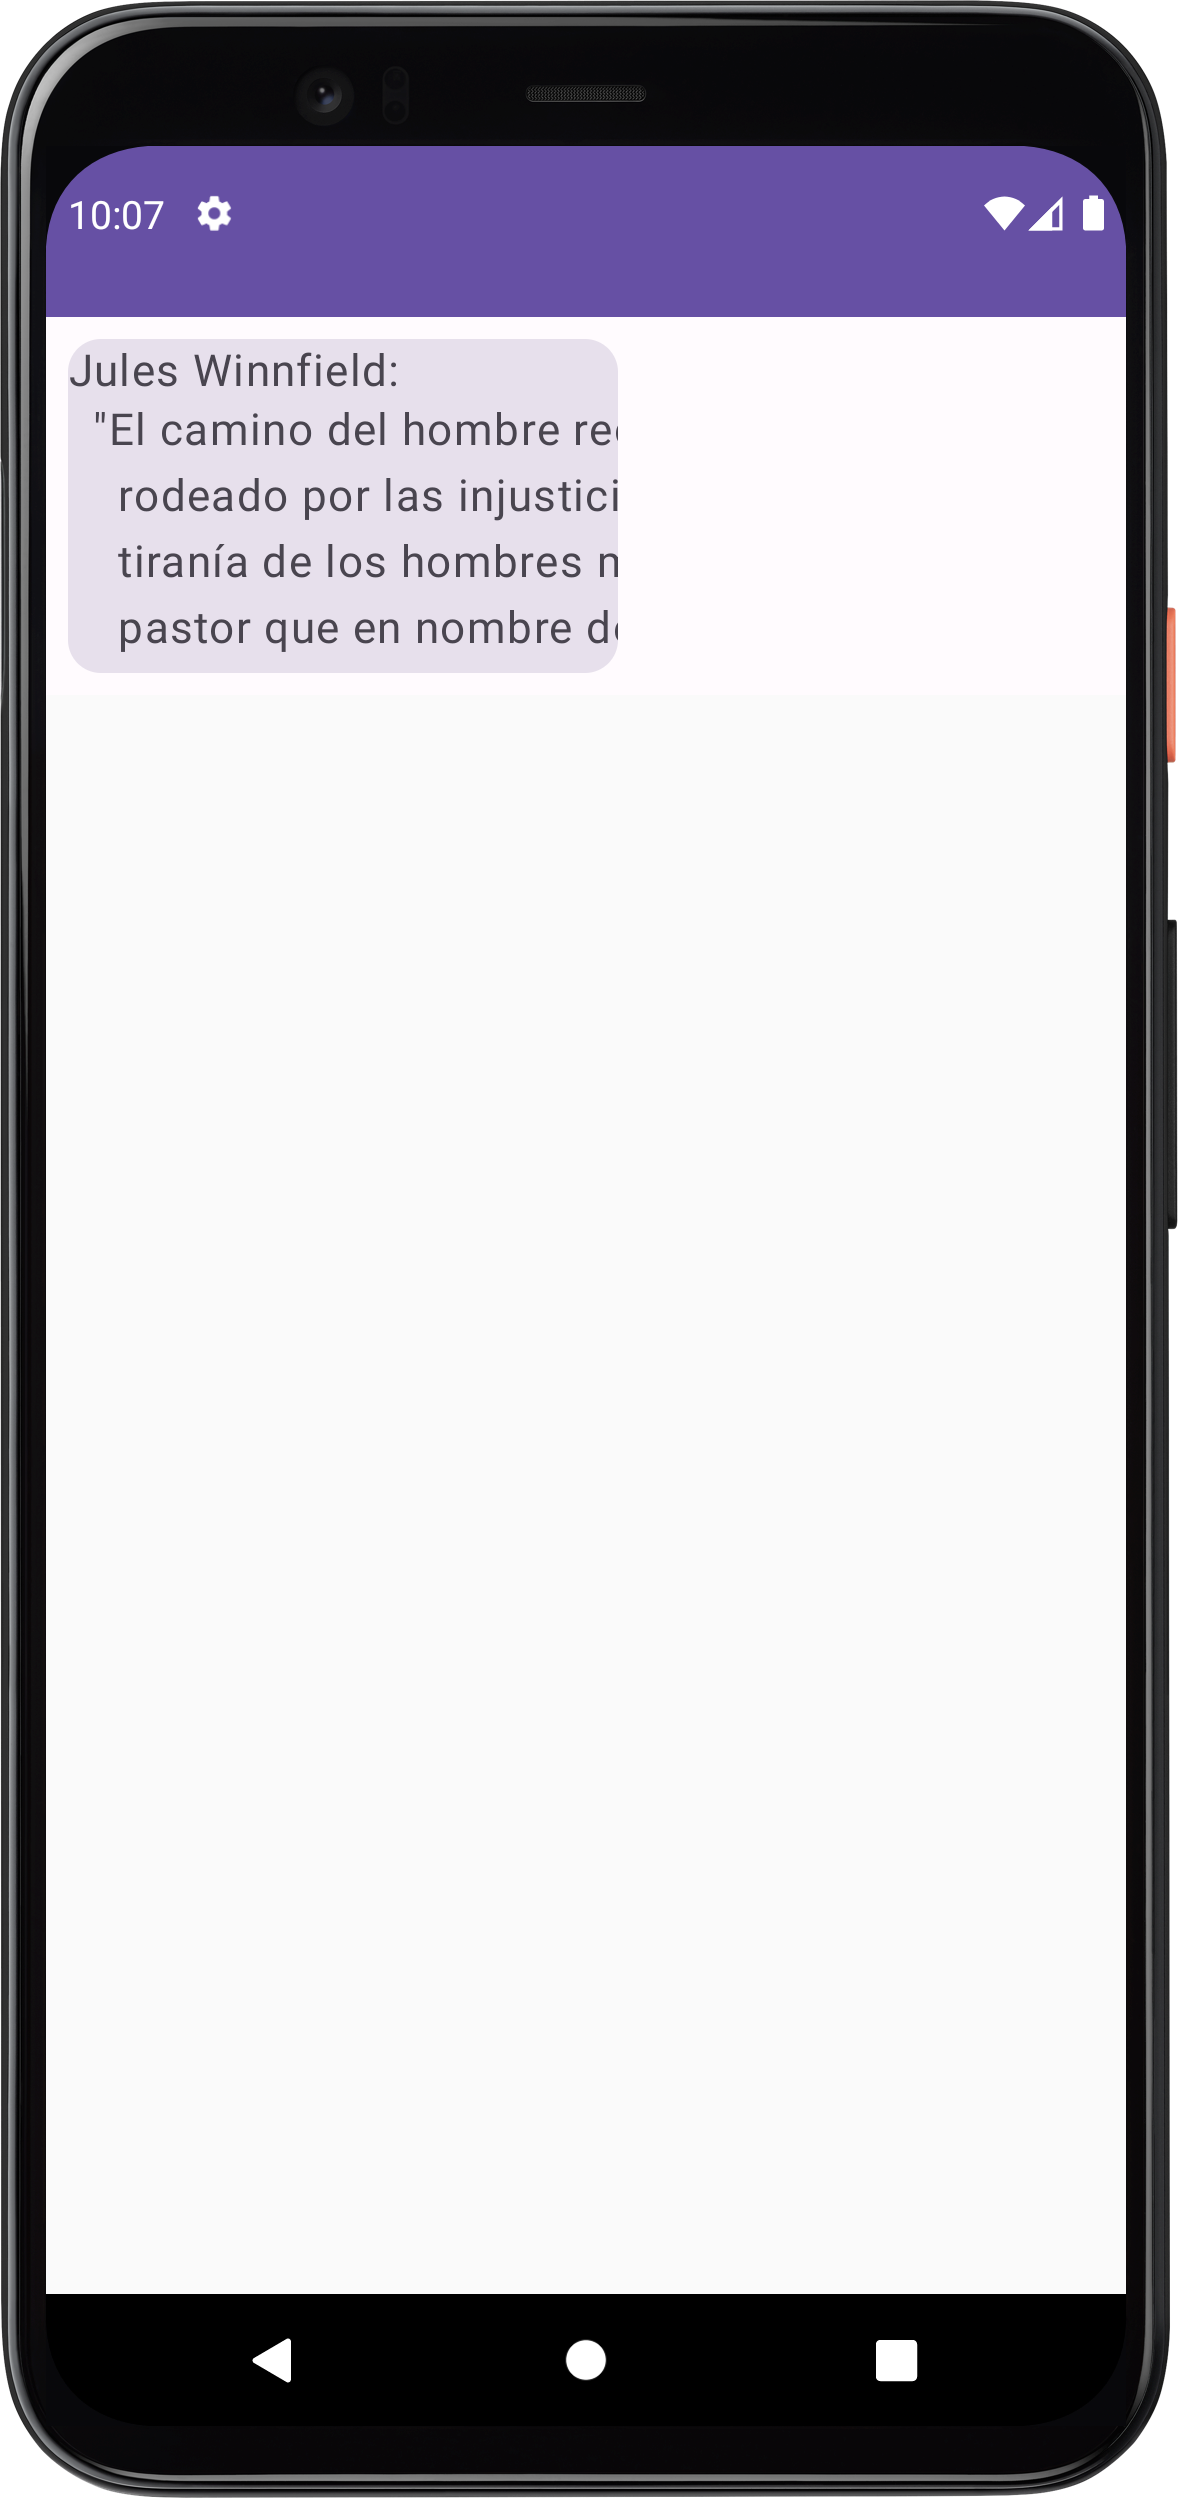 10:07
Jules Winnfield:
"El camino del hombre
rodeado por las
tiranía de los hombres
pastor que en nombre